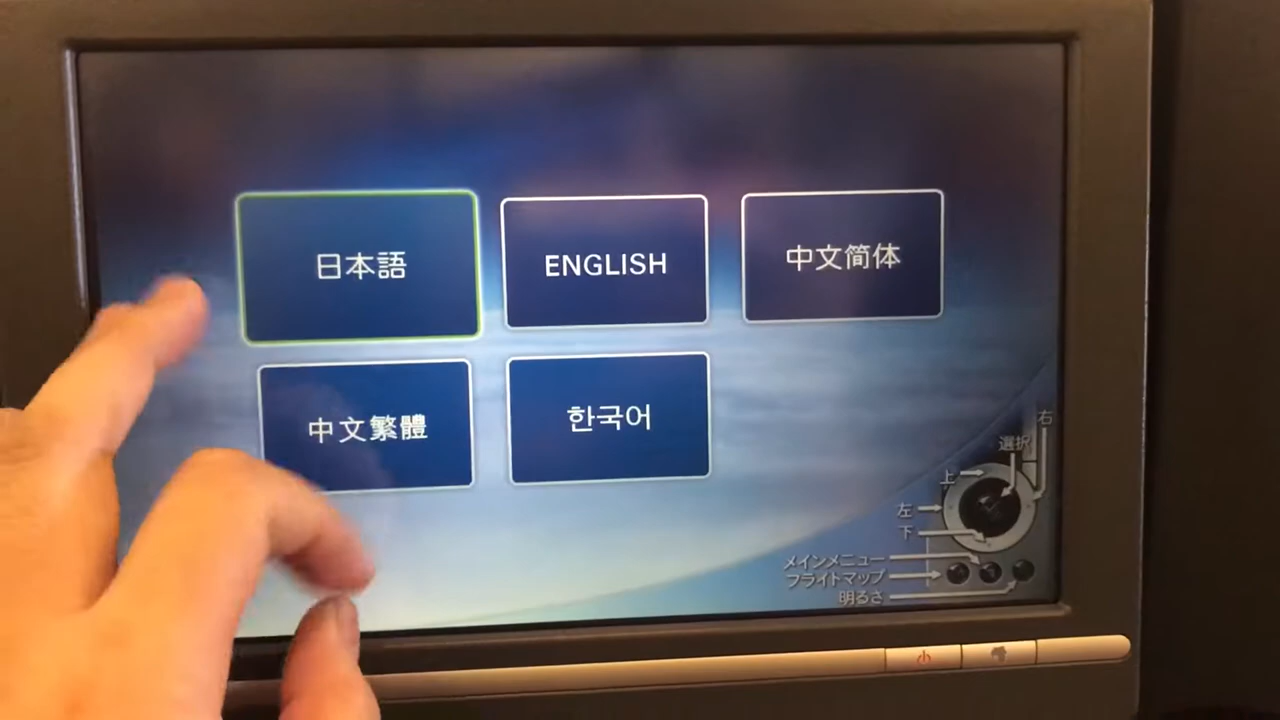 日本語
ENGLISH
中文简体
中文繁體
한국어
右
選択
上
左
下
メインメニュー
フライトマップ
明るさ